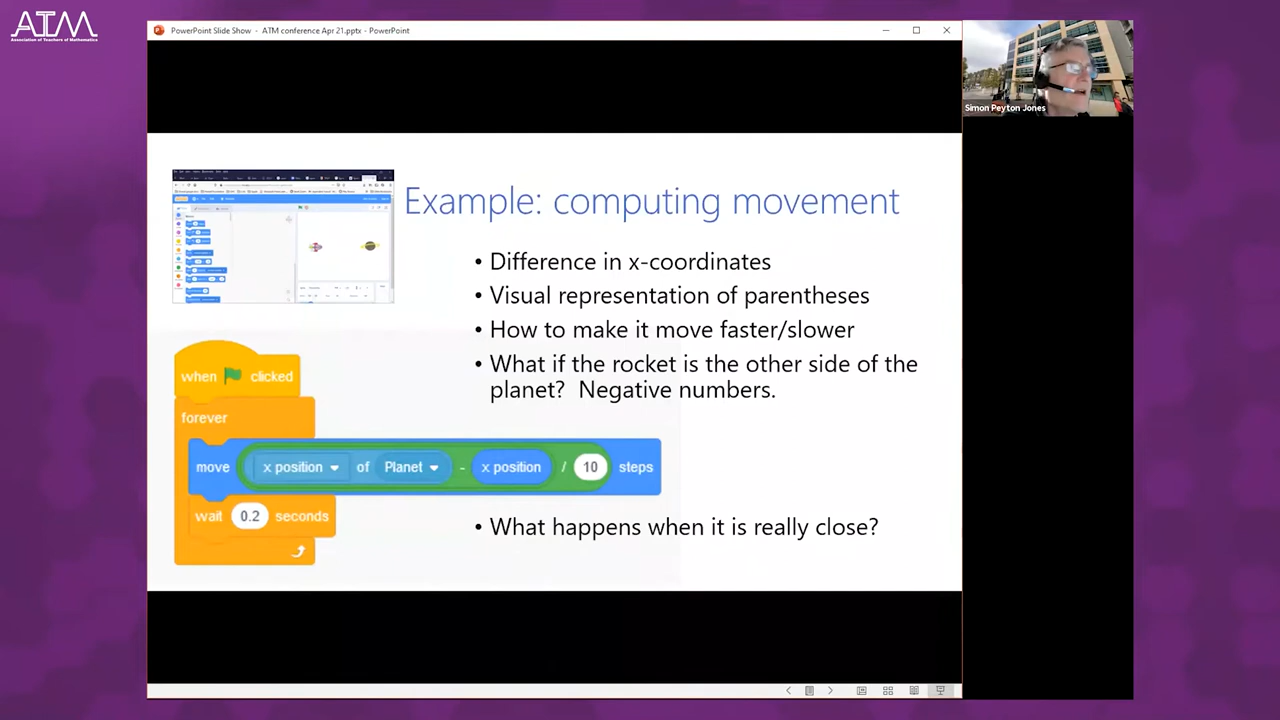 ATM
Association of Teachers of Mathematics
PowerPoint Slide Show - ATM conference Apr 21.pptx - PowerPoint
Simon Peyton Jones
Example: computing movement
• Difference in x-coordinates
• Visual representation of parentheses
• How to make it move faster/slower
• What if the rocket is the other side of the
planet? Negative numbers.
when clicked
forever
move x position of Planet - x position / 10 steps
wait 0.2 seconds
• What happens when it is really close?